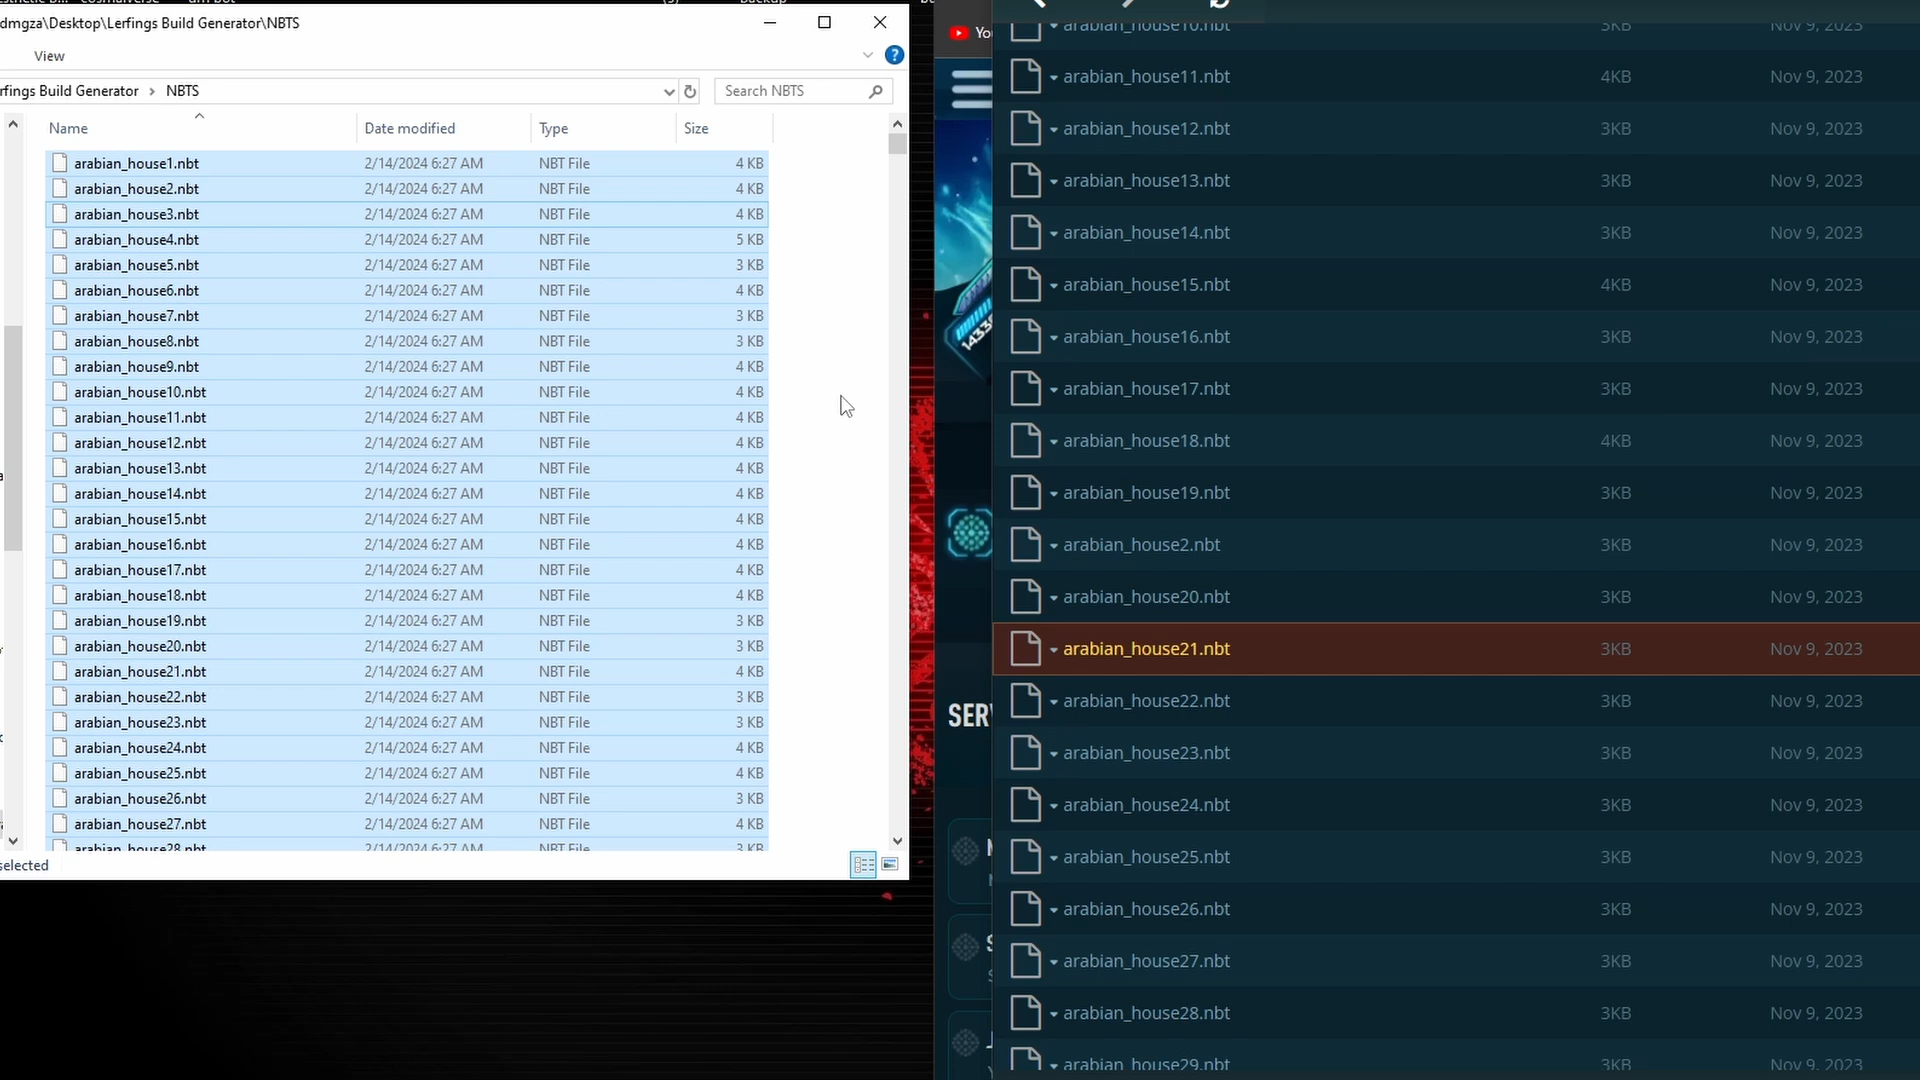 dmgza\Desktop\Lerfings Build Generator\NBTS
View
rfings Build Generator > NBTS
Search NBTS
Name Date modified Type Size
arabian_house1.nbt 2/14/2024 6:27 AM NBT File 4 KB
arabian_house2.nbt 2/14/2024 6:27 AM NBT File 4 KB
arabian_house3.nbt 2/14/2024 6:27 AM NBT File 4 KB
arabian_house4.nbt 2/14/2024 6:27 AM NBT File 5 KB
arabian_house5.nbt 2/14/2024 6:27 AM NBT File 3 KB
arabian_house6.nbt 2/14/2024 6:27 AM NBT File 4 KB
arabian_house7.nbt 2/14/2024 6:27 AM NBT File 3 KB
arabian_house8.nbt 2/14/2024 6:27 AM NBT File 3 KB
arabian_house9.nbt 2/14/2024 6:27 AM NBT File 4 KB
arabian_house10.nbt 2/14/2024 6:27 AM NBT File 4 KB
arabian_house11.nbt 2/14/2024 6:27 AM NBT File 4 KB
arabian_house12.nbt 2/14/2024 6:27 AM NBT File 4 KB
arabian_house13.nbt 2/14/2024 6:27 AM NBT File 4 KB
arabian_house14.nbt 2/14/2024 6:27 AM NBT File 4 KB
arabian_house15.nbt 2/14/2024 6:27 AM NBT File 4 KB
arabian_house16.nbt 2/14/2024 6:27 AM NBT File 4 KB
arabian_house17.nbt 2/14/2024 6:27 AM NBT File 4 KB
arabian_house18.nbt 2/14/2024 6:27 AM NBT File 4 KB
arabian_house19.nbt 2/14/2024 6:27 AM NBT File 3 KB
arabian_house20.nbt 2/14/2024 6:27 AM NBT File 3 KB
arabian_house21.nbt 2/14/2024 6:27 AM NBT File 4 KB
arabian_house22.nbt 2/14/2024 6:27 AM NBT File 3 KB
arabian_house23.nbt 2/14/2024 6:27 AM NBT File 3 KB
arabian_house24.nbt 2/14/2024 6:27 AM NBT File 4 KB
arabian_house25.nbt 2/14/2024 6:27 AM NBT File 4 KB
arabian_house26.nbt 2/14/2024 6:27 AM NBT File 3 KB
arabian_house27.nbt 2/14/2024 6:27 AM NBT File 4 KB
arabian_house28.nbt 2/14/2024 6:27 AM NBT File 3 KB
selected
You
1433
SERV
arabian_house10.nbt 3KB Nov 9, 2023
arabian_house11.nbt 4KB Nov 9, 2023
arabian_house12.nbt 3KB Nov 9, 2023
arabian_house13.nbt 3KB Nov 9, 2023
arabian_house14.nbt 3KB Nov 9, 2023
arabian_house15.nbt 4KB Nov 9, 2023
arabian_house16.nbt 3KB Nov 9, 2023
arabian_house17.nbt 3KB Nov 9, 2023
arabian_house18.nbt 4KB Nov 9, 2023
arabian_house19.nbt 3KB Nov 9, 2023
arabian_house2.nbt 3KB Nov 9, 2023
arabian_house20.nbt 3KB Nov 9, 2023
arabian_house21.nbt 3KB Nov 9, 2023
arabian_house22.nbt 3KB Nov 9, 2023
arabian_house23.nbt 3KB Nov 9, 2023
arabian_house24.nbt 3KB Nov 9, 2023
arabian_house25.nbt 3KB Nov 9, 2023
arabian_house26.nbt 3KB Nov 9, 2023
arabian_house27.nbt 3KB Nov 9, 2023
arabian_house28.nbt 3KB Nov 9, 2023
arabian_house29.nbt 3KB Nov 9, 2023